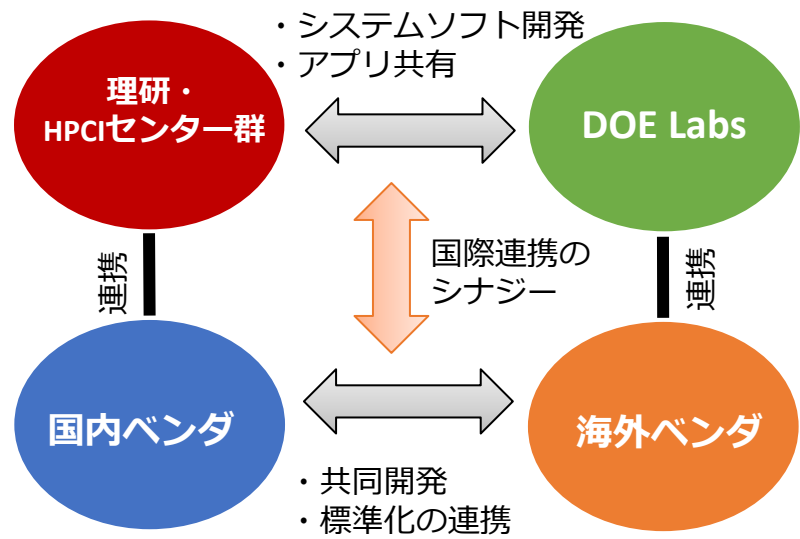 ・システムソフト開発
・アプリ共有
理研・
HPCIセンター群
DOE Labs
連携
国際連携の
シナジー
連携
国内ベンダ
海外ベンダ
・共同開発
・標準化の連携